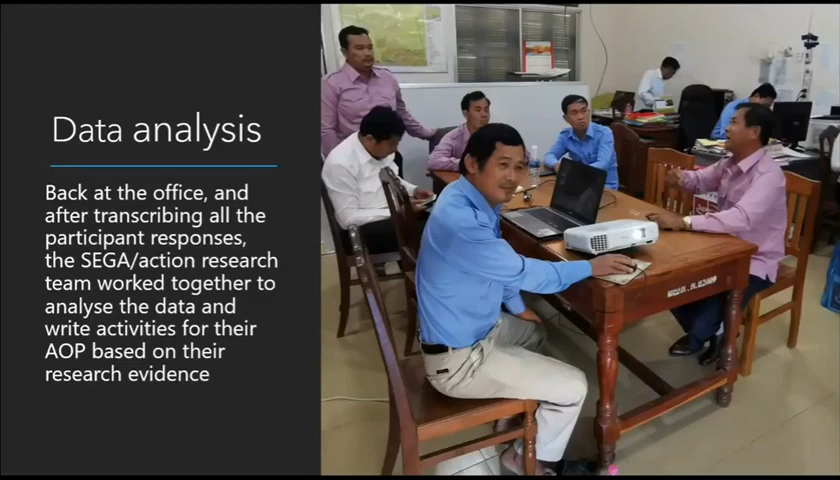 Data analysis
Back at the office, and
after transcribing all the
participant responses,
the SEGA/action research
team worked together to
analyse the data and
write activities for their
AOP based on their
research evidence